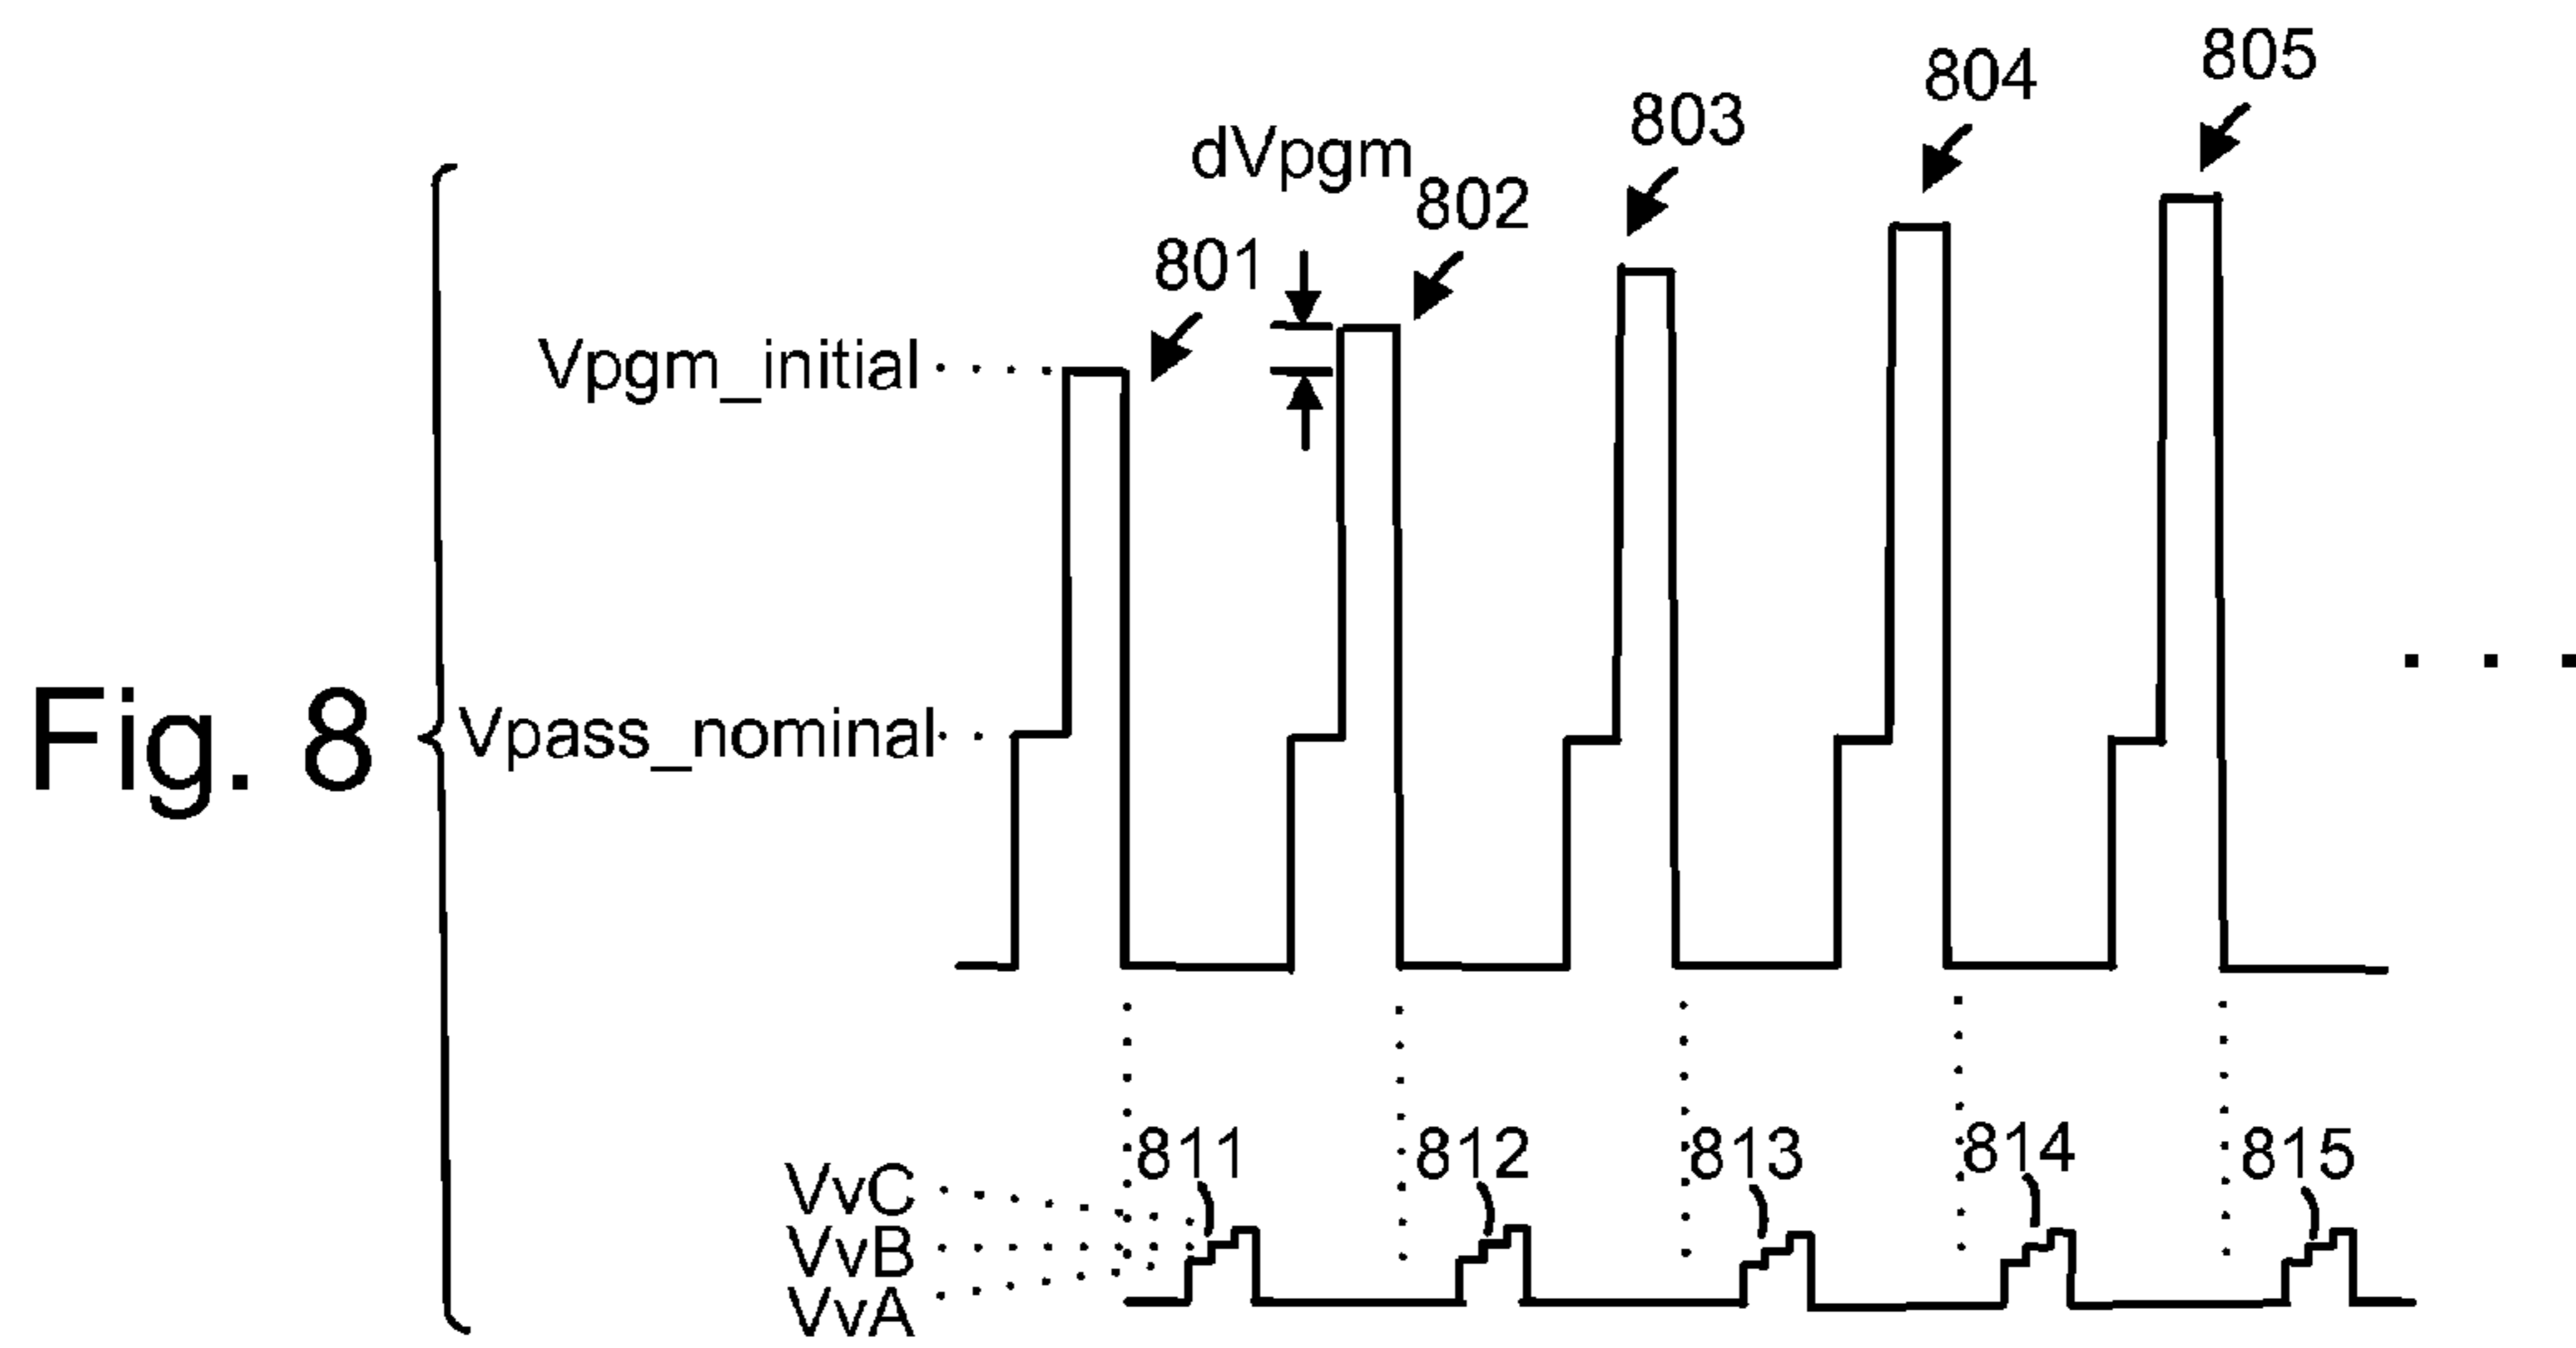 805
804
803
dVpgm
802
801
Vpgm_initial
Fig. 8
Vpass_nominal
. . .
811
812
813
814
815
VvC
VvB
VvA